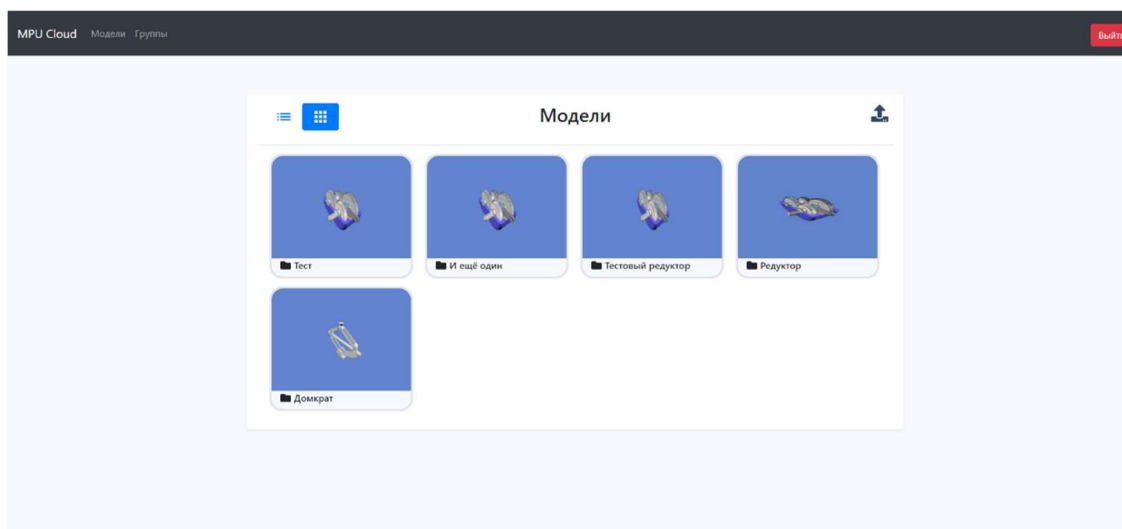 MPU Cloud Модели Группы Выйти
Модели
Тест И ещё один Тестовый редуктор Редуктор
Домкрат